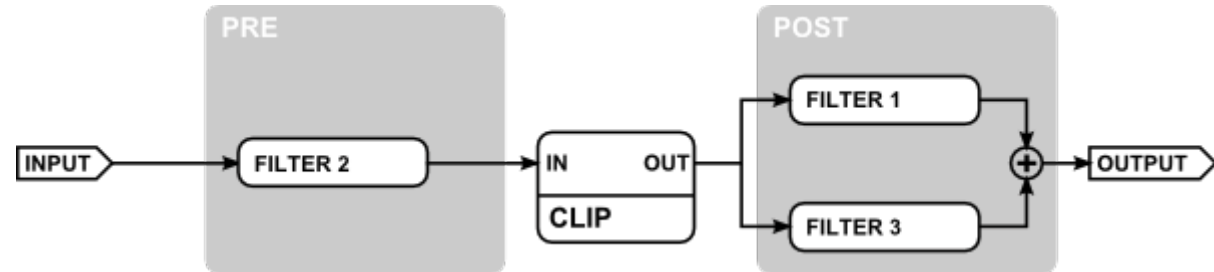 PRE
POST
FILTER 1
INPUT
FILTER 2
IN
OUT
OUTPUT
CLIP
FILTER 3